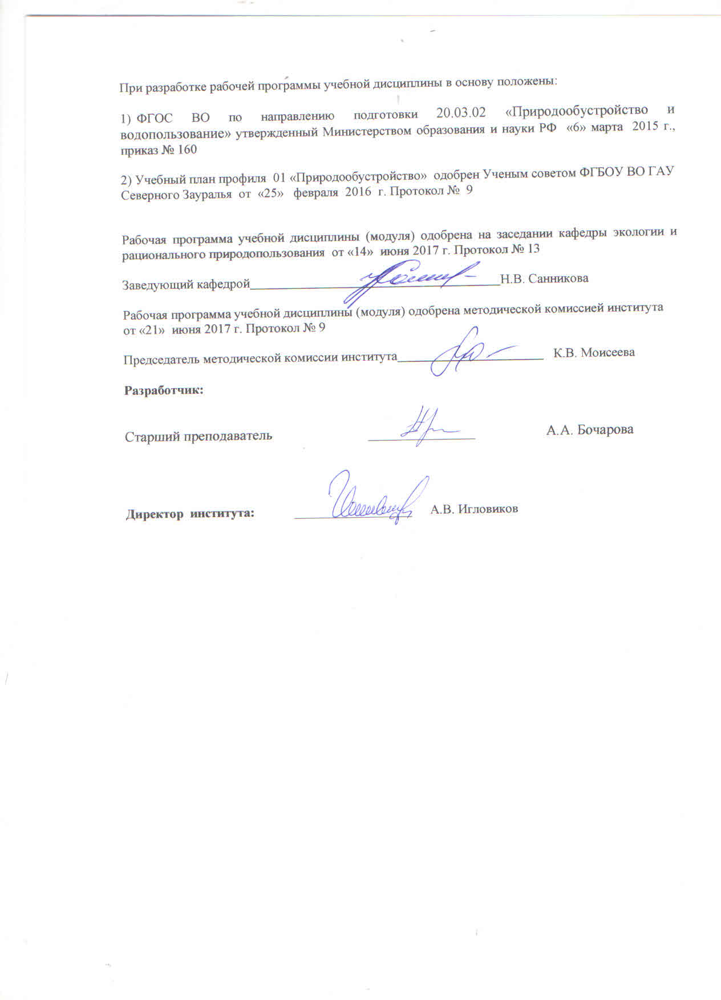 При разработке рабочей программы учебной дисциплины в основу положены:
1) ФГОС ВО по направлению подготовки 20.03.02 «Природообустройство и
водопользование» утвержденный Министерством образования и науки РФ «6» марта 2015 г.,
приказ № 160
2) Учебный план профиля 01 «Природообустройство» одобрен Ученым советом ФГБОУ ВО ГАУ
Северного Зауралья от «25» февраля 2016 г. Протокол № 9
Рабочая программа учебной дисциплины (модуля) одобрена на заседании кафедры экологии и
рационального природопользования от «14» июня 2017 г. Протокол № 13
Заведующий кафедрой Н.В. Санникова
Рабочая программа учебной дисциплины (модуля) одобрена методической комиссией института
от «21» июня 2017 г. Протокол № 9
Председатель методической комиссии института К.В. Моисеева
Разработчик:
Старший преподаватель А.А. Бочарова
Директор института: А.В. Игловиков